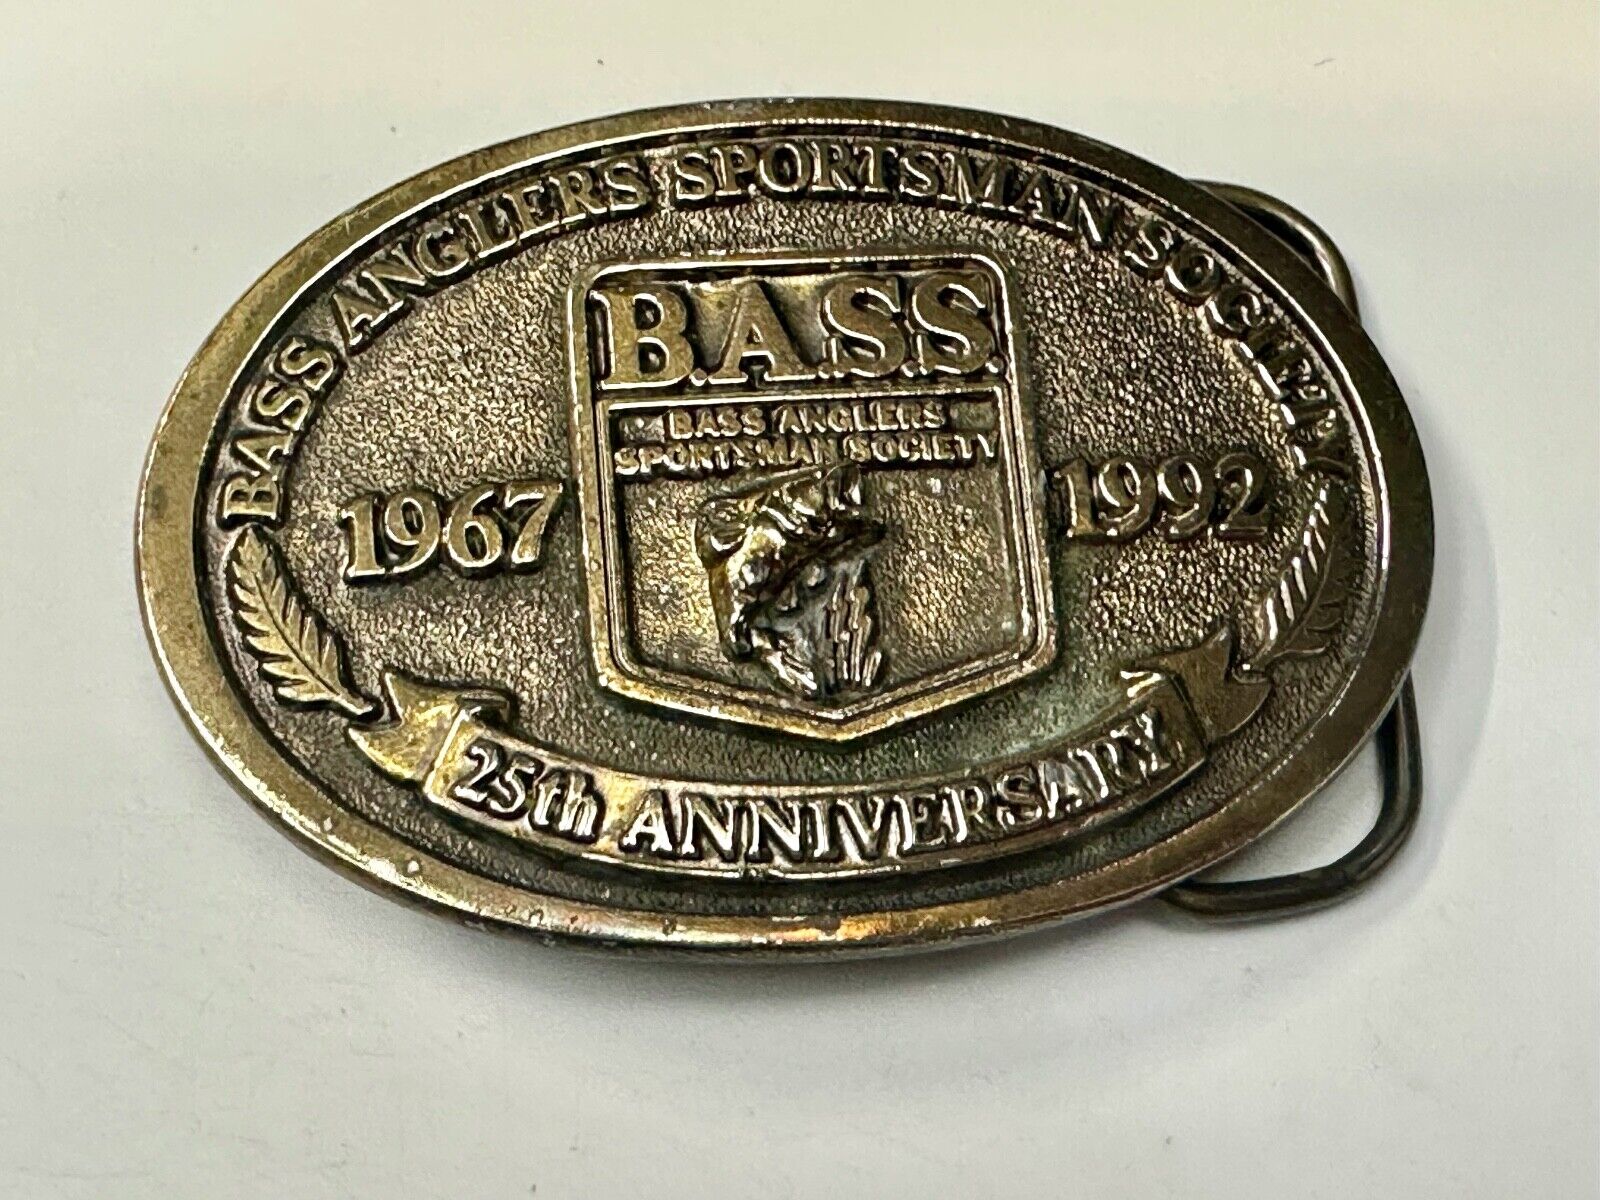 BASS ANGLERS SPORTSMAN SOCIETY
B.A.S.S.
BASS ANGLERS
SPORTSMAN SOCIETY
1967 1992
25th ANNIVERSARY